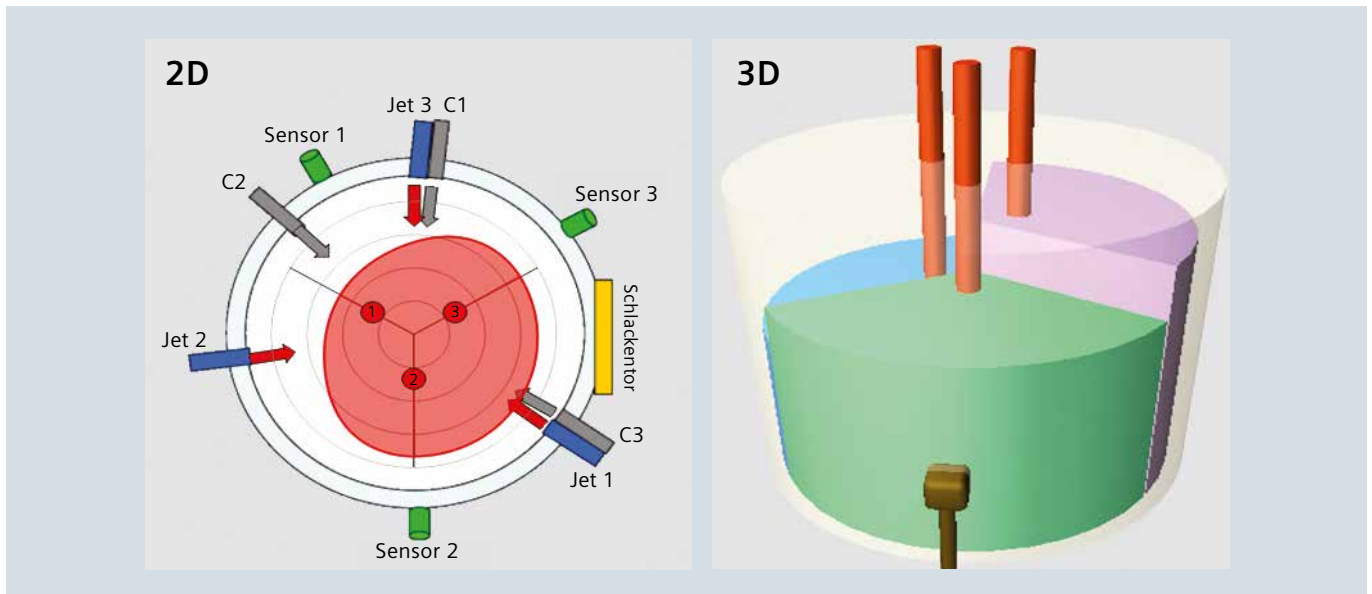 2D
Jet 3 C1
Sensor 1
C2
Sensor 3
Schlackentor
1
3
Jet 2
2
C3
Jet 1
Sensor 2
3D